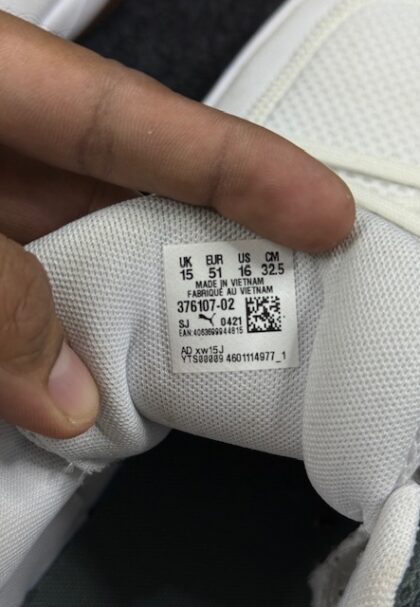 UK EUR US CM
15 51 16 32.5
MADE IN VIETNAM
FABRIQUÉ AU VIETNAM
376107-02
SJ 0421
EAN:4063699944815
AD xw15J
YTS00009 4601114977_1